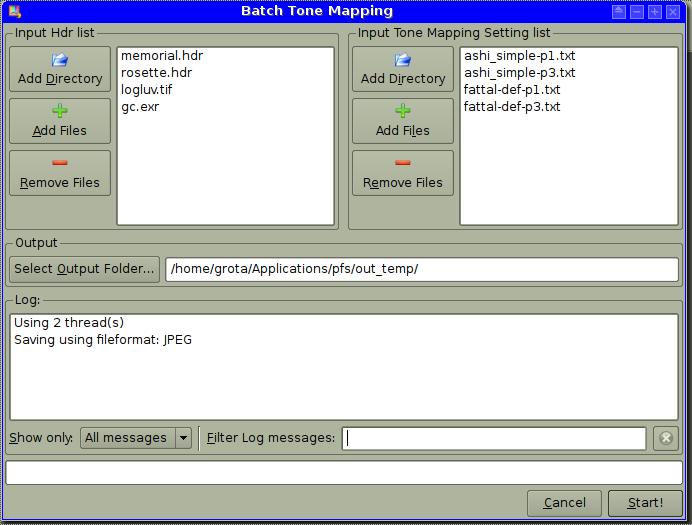 Batch Tone Mapping
Input Hdr list
Add Directory
Add Files
Remove Files
memorial.hdr
rosette.hdr
logluv.tif
gc.exr
Input Tone Mapping Setting list
Add Directory
Add Files
Remove Files
ashi_simple-p1.txt
ashi_simple-p3.txt
fattal-def-p1.txt
fattal-def-p3.txt
Output
Select Output Folder...
/home/grota/Applications/pfs/out_temp/
Log:
Using 2 thread(s)
Saving using fileformat: JPEG
Show only: All messages Filter Log messages:
Cancel Start!